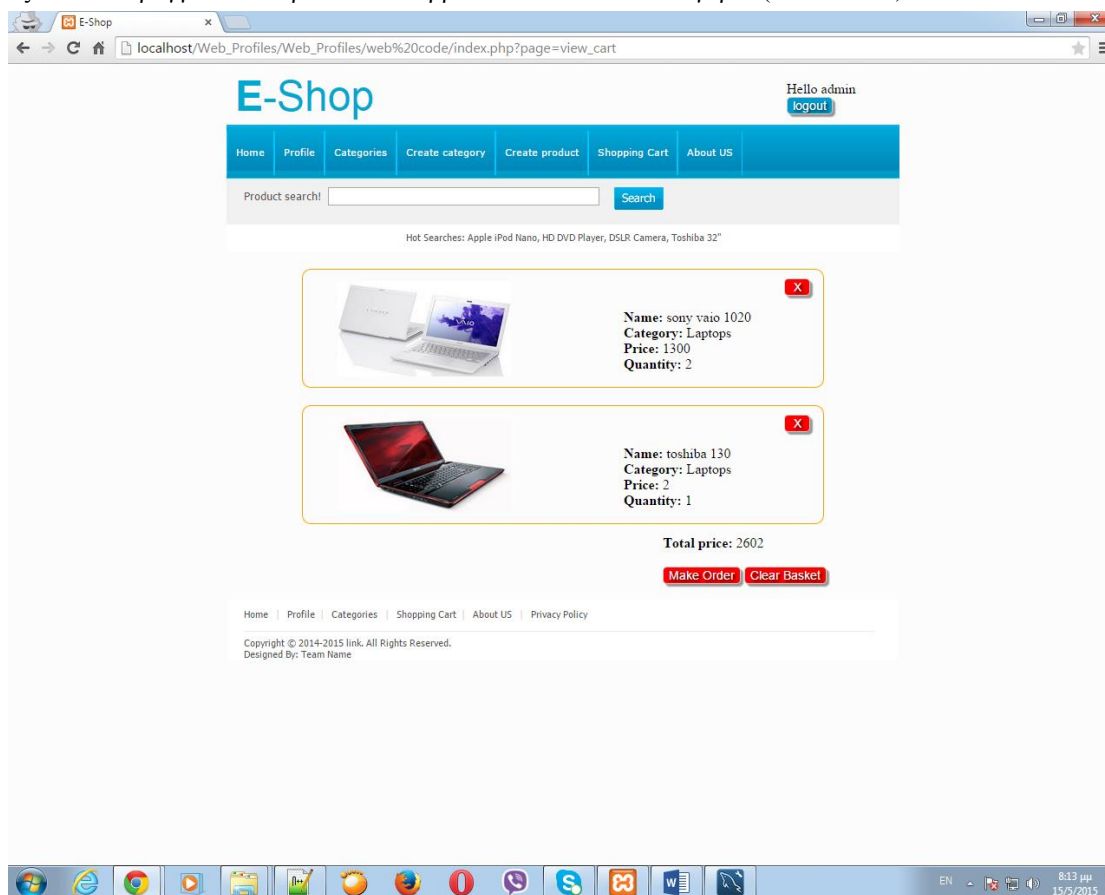 E-Shop
localhost/Web_Profiles/Web_Profiles/web%20code/index.php?page=view_cart
E-Shop
Hello admin
logout
Home Profile Categories Create category Create product Shopping Cart About US
Product search! Search
Hot Searches: Apple iPod Nano, HD DVD Player, DSLR Camera, Toshiba 32"
X
VAIO
Name: sony vaio 1020
Category: Laptops
Price: 1300
Quantity: 2
X
Name: toshiba 130
Category: Laptops
Price: 2
Quantity: 1
Total price: 2602
Make Order Clear Basket
Home | Profile | Categories | Shopping Cart | About US | Privacy Policy
Copyright © 2014-2015 link. All Rights Reserved.
Designed By: Team Name
EN 8:13 μμ
15/5/2015